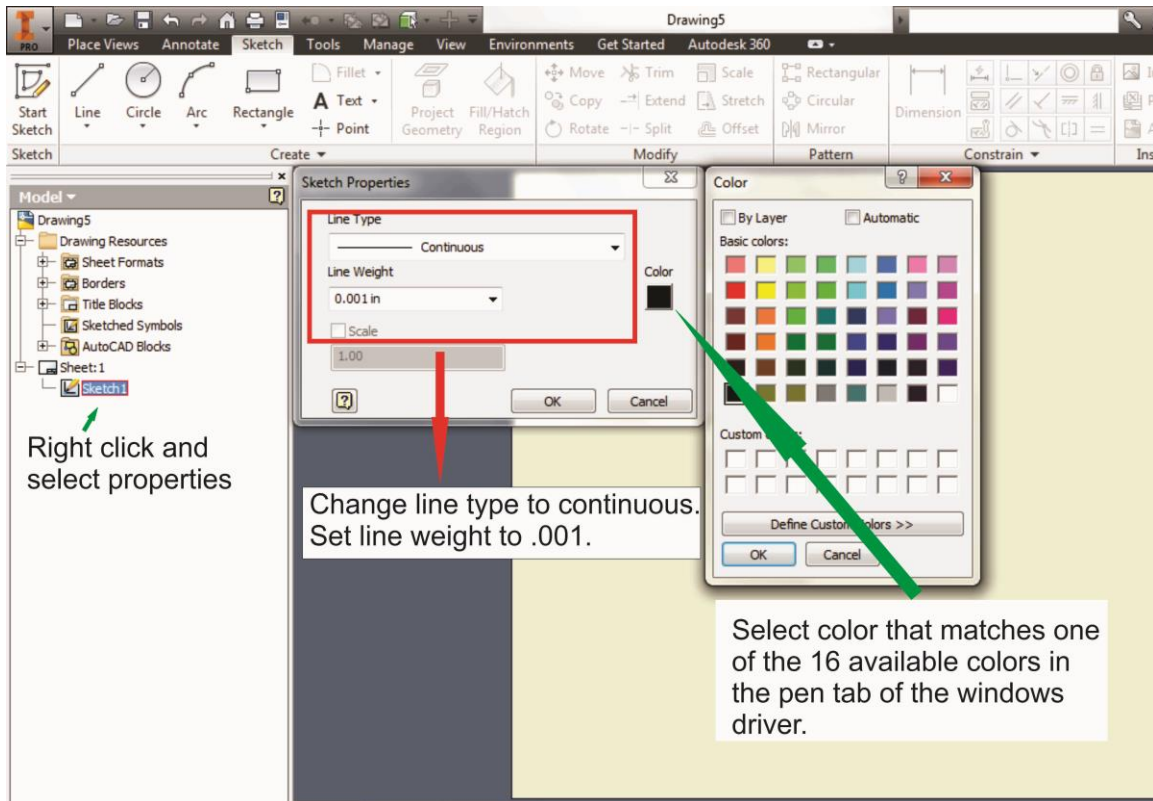 Drawing5
PRO
Place Views Annotate Sketch Tools Manage View Environments Get Started Autodesk 360
Start Sketch
Line
Circle
Arc
Rectangle
Fillet
Text
Point
Project Geometry
Fill/Hatch Region
Move Trim Scale
Copy Extend Stretch
Rotate Split Offset
Rectangular
Circular
Mirror
Dimension
Sketch
Create
Modify
Pattern
Constrain
Ins
Model
Drawing5
Drawing Resources
Sheet Formats
Borders
Title Blocks
Sketched Symbols
AutoCAD Blocks
Sheet:1
Sketch1
Right click and
select properties
Sketch Properties
Line Type
Continuous
Line Weight
0.001 in
Color
Scale
1.00
OK Cancel
Change line type to continuous.
Set line weight to .001.
Color
By Layer Automatic
Basic colors:
Custom
Define Custom
>>
OK Cancel
Select color that matches one
of the 16 available colors in
the pen tab of the windows
driver.